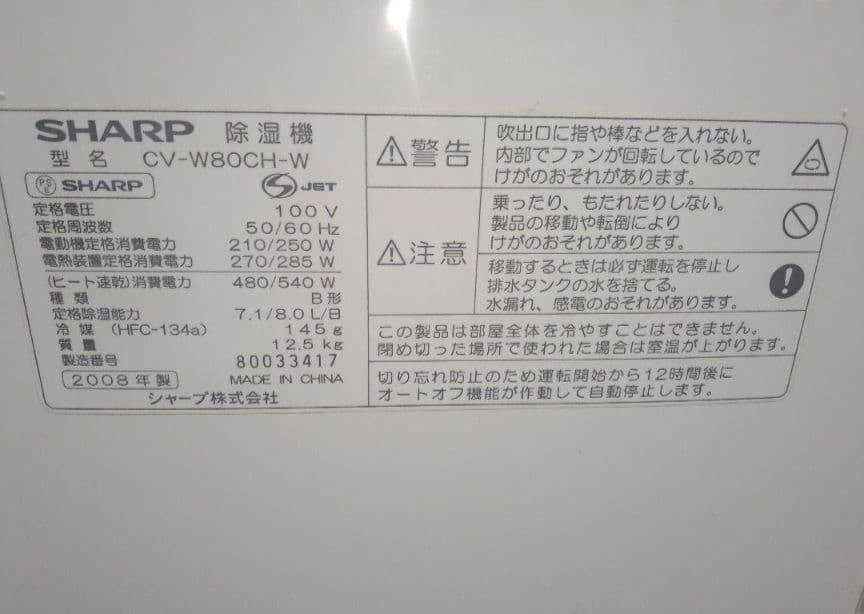 SHARP 除湿機
型名 CV-W80CH-W
PSE SHARP S JET
定格電圧 100 V
定格周波数 50/60 Hz
電動機定格消費電力 210/250 W
電熱装置定格消費電力 270/285 W
(ヒート速乾)消費電力 480/540 W
種類 B形
定格除湿能力 7.1/8.0 L/日
冷媒 (HFC-134a) 145g
質量 12.5kg
製造番号 80033417
2008年製 MADE IN CHINA
シャープ株式会社
警告
吹出口に指や棒などを入れない。
内部でファンが回転しているので
けがのおそれがあります。
注意
乗ったり、もたれたりしない。
製品の移動や転倒により
けがのおそれがあります。
移動するときは必ず運転を停止し
排水タンクの水を捨てる。
水漏れ、感電のおそれがあります。
この製品は部屋全体を冷やすことはできません。
閉め切った場所で使われた場合は室温が上がります。
切り忘れ防止のため運転開始から12時間後に
オートオフ機能が作動して自動停止します。